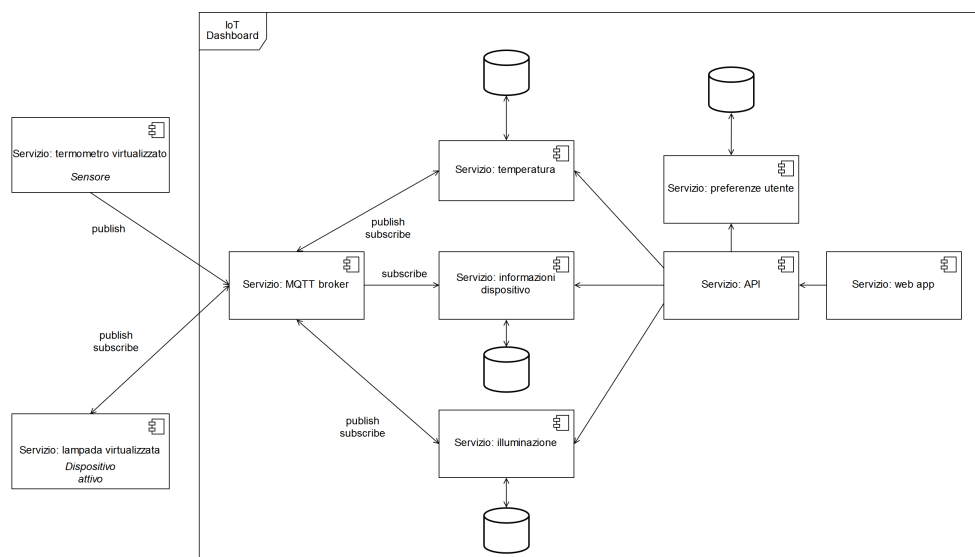 IoT
Dashboard
Servizio: termometro virtualizzato
Sensore
publish
Servizio: temperatura
Servizio: preferenze utente
publish
subscribe
Servizio: MQTT broker
subscribe
Servizio: informazioni
dispositivo
Servizio: API
Servizio: web app
publish
subscribe
publish
subscribe
Servizio: lampada virtualizzata
Dispositivo
attivo
Servizio: illuminazione